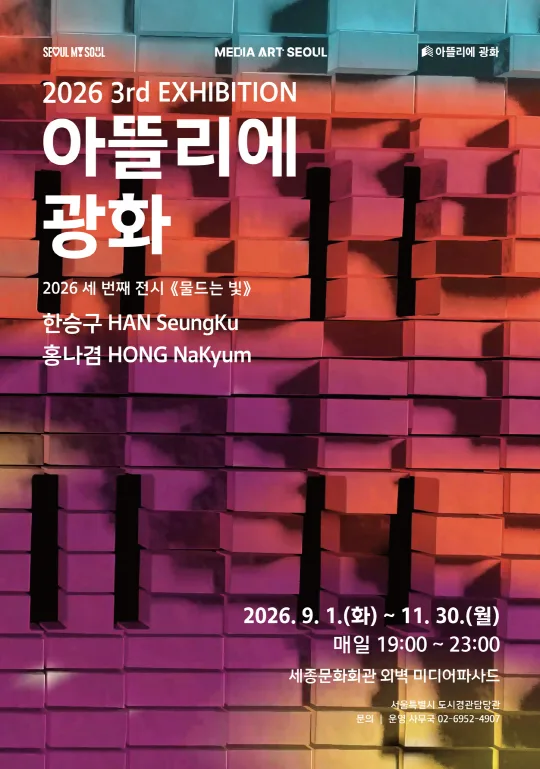 SEOUL MY SOUL
MEDIA ART SEOUL
아뜰리에 광화
2026 3rd EXHIBITION
아뜰리에
광화
2026 세 번째 전시 《물드는 빛》
한승구 HAN SeungKu
홍나겸 HONG NaKyum
2026. 9. 1.(화) ~ 11. 30.(월)
매일 19:00 ~ 23:00
세종문화회관 외벽 미디어파사드
서울특별시 도시경관담당관
문의 | 운영 사무국 02-6952-4907